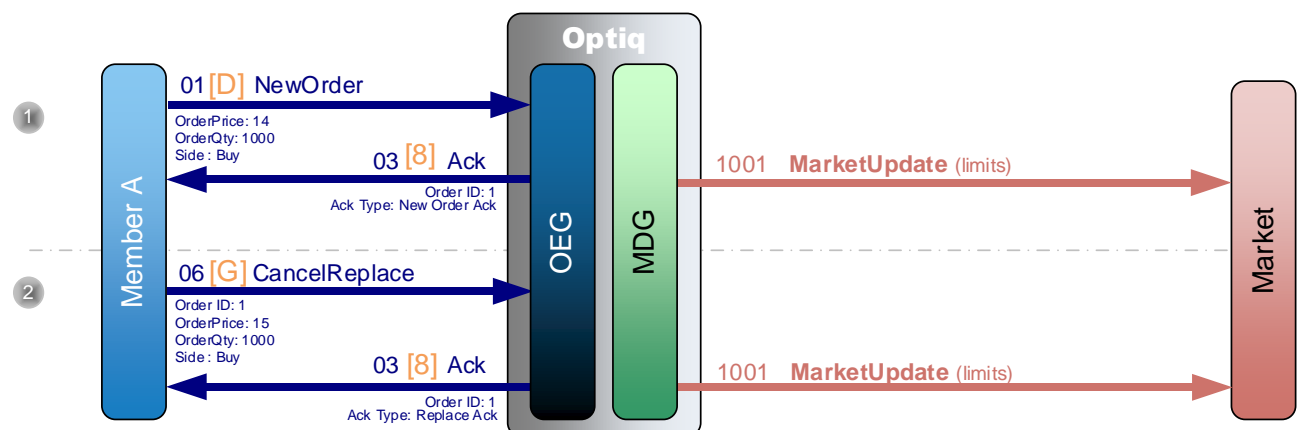 Optiq
1
Member A
01 [D] NewOrder
OrderPrice: 14
OrderQty: 1000
Side : Buy
03 [8] Ack
Order ID: 1
Ack Type: New Order Ack
OEG
MDG
1001 MarketUpdate (limits)
Market
2
06 [G] CancelReplace
Order ID: 1
OrderPrice: 15
OrderQty: 1000
Side : Buy
03 [8] Ack
Order ID: 1
Ack Type: Replace Ack
1001 MarketUpdate (limits)